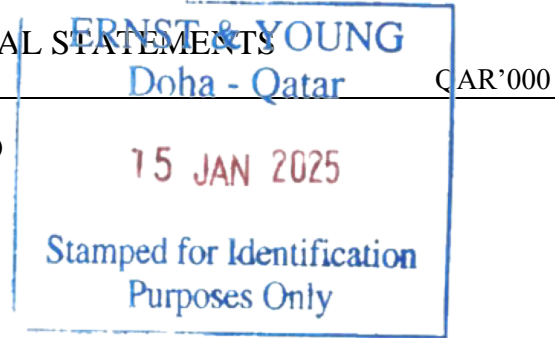 AL STATEMENTS
ERNST & YOUNG
Doha - Qatar
QAR'000
15 JAN 2025
Stamped for Identification
Purposes Only